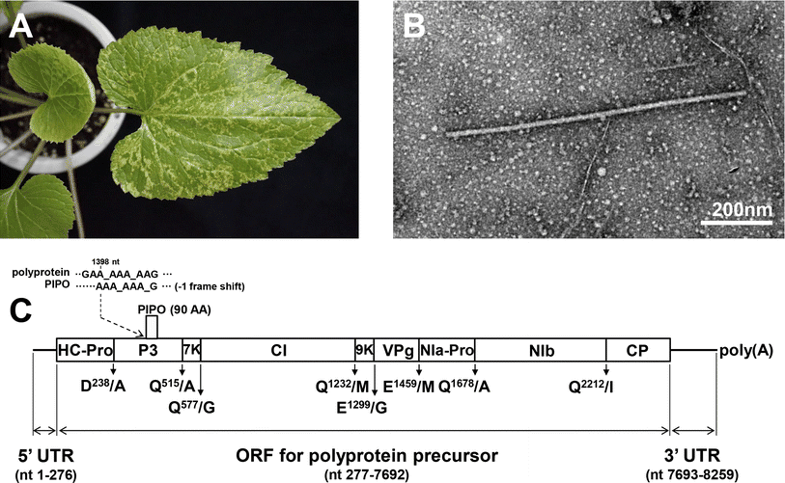 A
B
200nm
1398 nt
polyprotein ··GAA_AAA_AAG ···
PIPO ······AAA_AAA_G ··· (-1 frame shift)
C
PIPO (90 AA)
HC-Pro P3 7K CI 9K VPg NIa-Pro NIb CP poly(A)
D238/A Q515/A Q1232/M E1459/M Q1678/A Q2212/I
Q577/G E1299/G
5’ UTR ORF for polyprotein precursor 3’ UTR
(nt 1-276) (nt 277-7692) (nt 7693-8259)